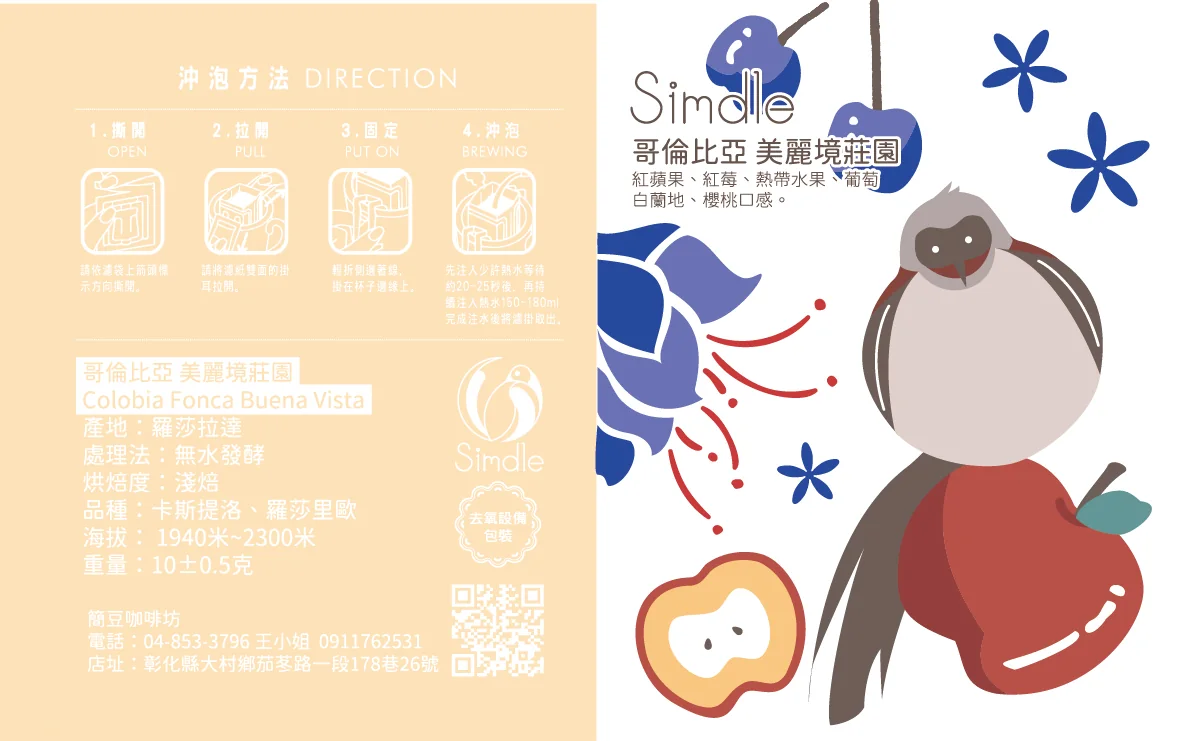 沖泡方法 DIRECTION
1.撕開
OPEN
2.拉開
PULL
3.固定
PUT ON
4.沖泡
BREWING
請依濾袋上箭頭標
示方向撕開。
請將濾紙雙面的掛
耳拉開。
輕折側邊著線,
掛在杯子邊緣上。
先注入少許熱水等待
約20-25秒後, 再持
續注入熱水150-180ml
完成注水後將濾掛取出。
哥倫比亞 美麗境莊園
Colobia Fonca Buena Vista
產地:羅莎拉達
處理法:無水發酵
烘焙度:淺焙
品種:卡斯提洛、羅莎里歐
海拔: 1940米~2300米
重量:10±0.5克
Simdle
去氧設備
包裝
簡豆咖啡坊
電話:04-853-3796 王小姐 0911762531
店址:彰化縣大村鄉茄苳路一段178巷26號
Simdle
哥倫比亞 美麗境莊園
紅蘋果、紅莓、熱帶水果、葡萄
白蘭地、櫻桃口感。